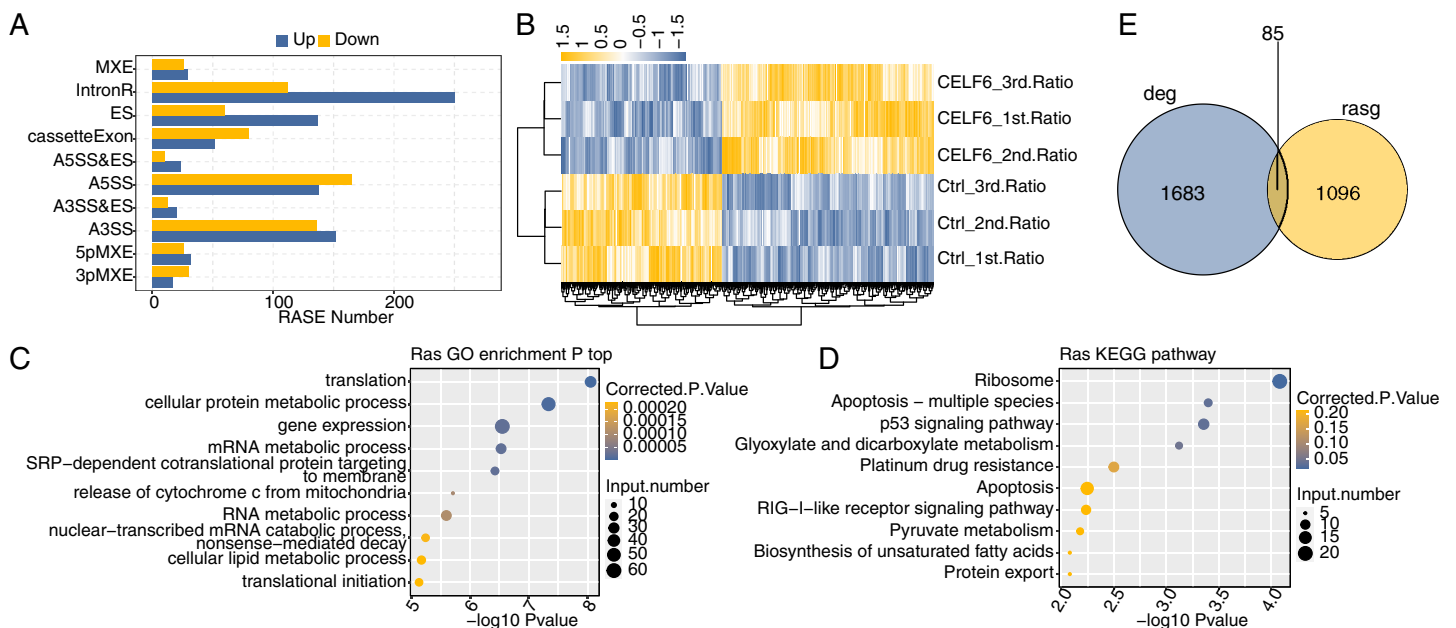 A
Up Down
MXE
IntronR
ES
cassetteExon
A5SS&ES
A5SS
A3SS&ES
A3SS
5pMXE
3pMXE
0 100 200
RASE Number
B
1.5 1 0.5 0 −0.5 −1 −1.5
CELF6_3rd.Ratio
CELF6_1st.Ratio
CELF6_2nd.Ratio
Ctrl_3rd.Ratio
Ctrl_2nd.Ratio
Ctrl_1st.Ratio
E
85
deg
rasg
1683
1096
C
Ras GO enrichment P top
translation
cellular protein metabolic process
gene expression
mRNA metabolic process
SRP−dependent cotranslational protein targeting
to membrane
release of cytochrome c from mitochondria
RNA metabolic process
nuclear−transcribed mRNA catabolic process,
nonsense−mediated decay
cellular lipid metabolic process
translational initiation
5 6 7 8
−log10 Pvalue
Corrected.P.Value
0.00020
0.00015
0.00010
0.00005
Input.number
10
20
30
40
50
60
D
Ras KEGG pathway
Ribosome
Apoptosis − multiple species
p53 signaling pathway
Glyoxylate and dicarboxylate metabolism
Platinum drug resistance
Apoptosis
RIG−I−like receptor signaling pathway
Pyruvate metabolism
Biosynthesis of unsaturated fatty acids
Protein export
2.0 2.5 3.0 3.5 4.0
−log10 Pvalue
Corrected.P.Value
0.20
0.15
0.10
0.05
Input.number
5
10
15
20